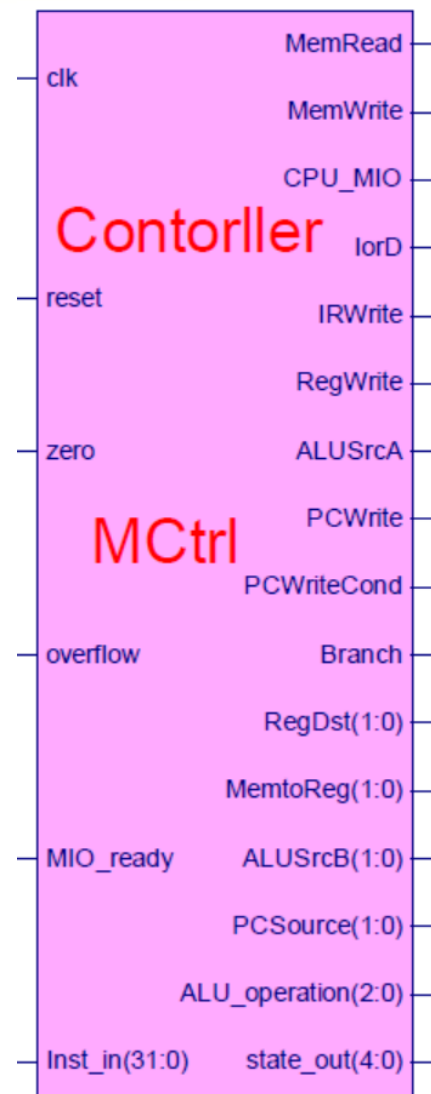 MemRead
clk
MemWrite
CPU_MIO
Contorller
IorD
reset
IRWrite
RegWrite
zero
ALUSrcA
MCtrl
PCWrite
PCWriteCond
overflow
Branch
RegDst(1:0)
MemtoReg(1:0)
MIO_ready
ALUSrcB(1:0)
PCSource(1:0)
ALU_operation(2:0)
Inst_in(31:0)
state_out(4:0)